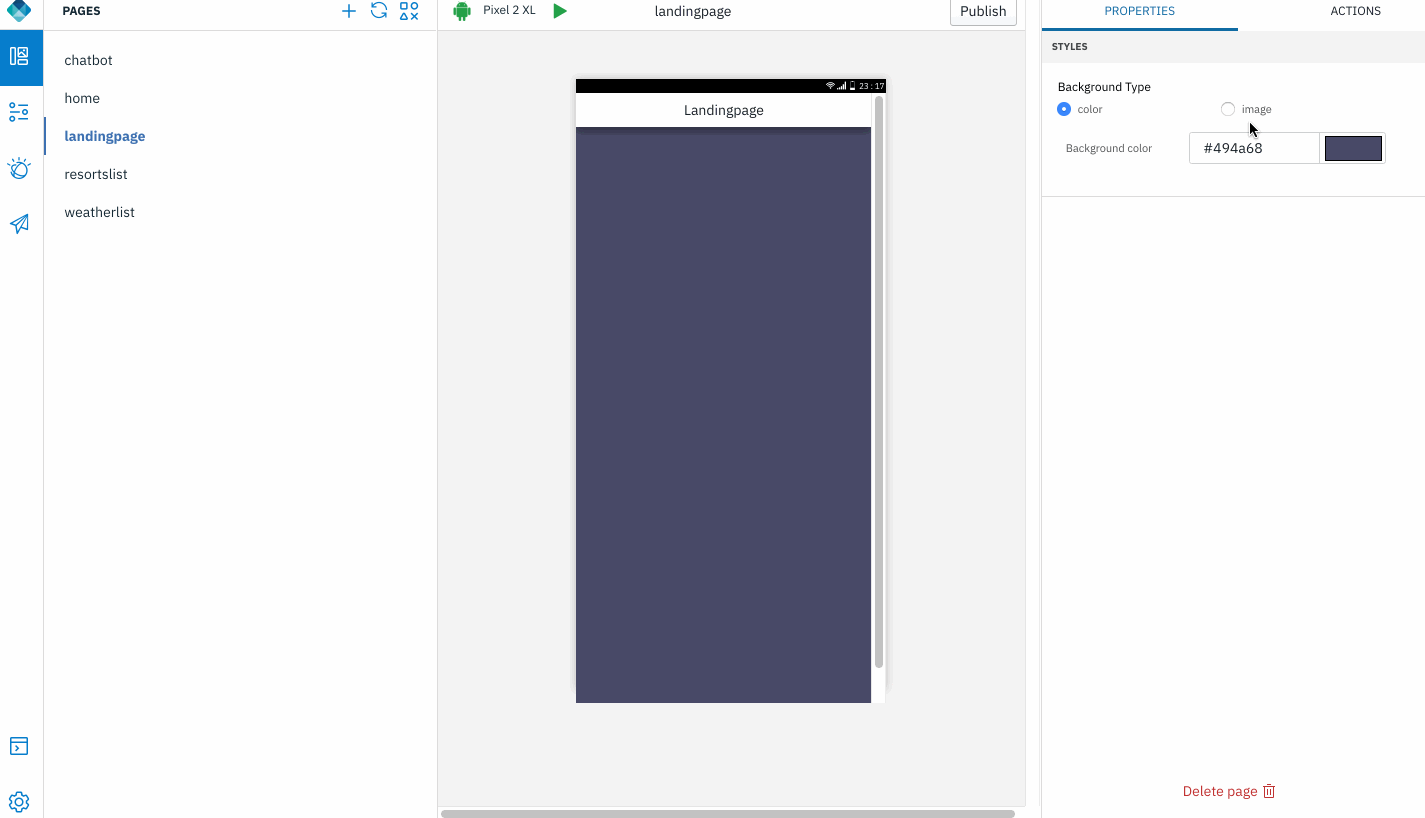 PAGES
chatbot
home
landingpage
resortslist
weatherlist
Pixel 2 XL
landingpage
Publish
23:17
Landingpage
PROPERTIES
ACTIONS
STYLES
Background Type
color
image
Background color
#494a68
Delete page